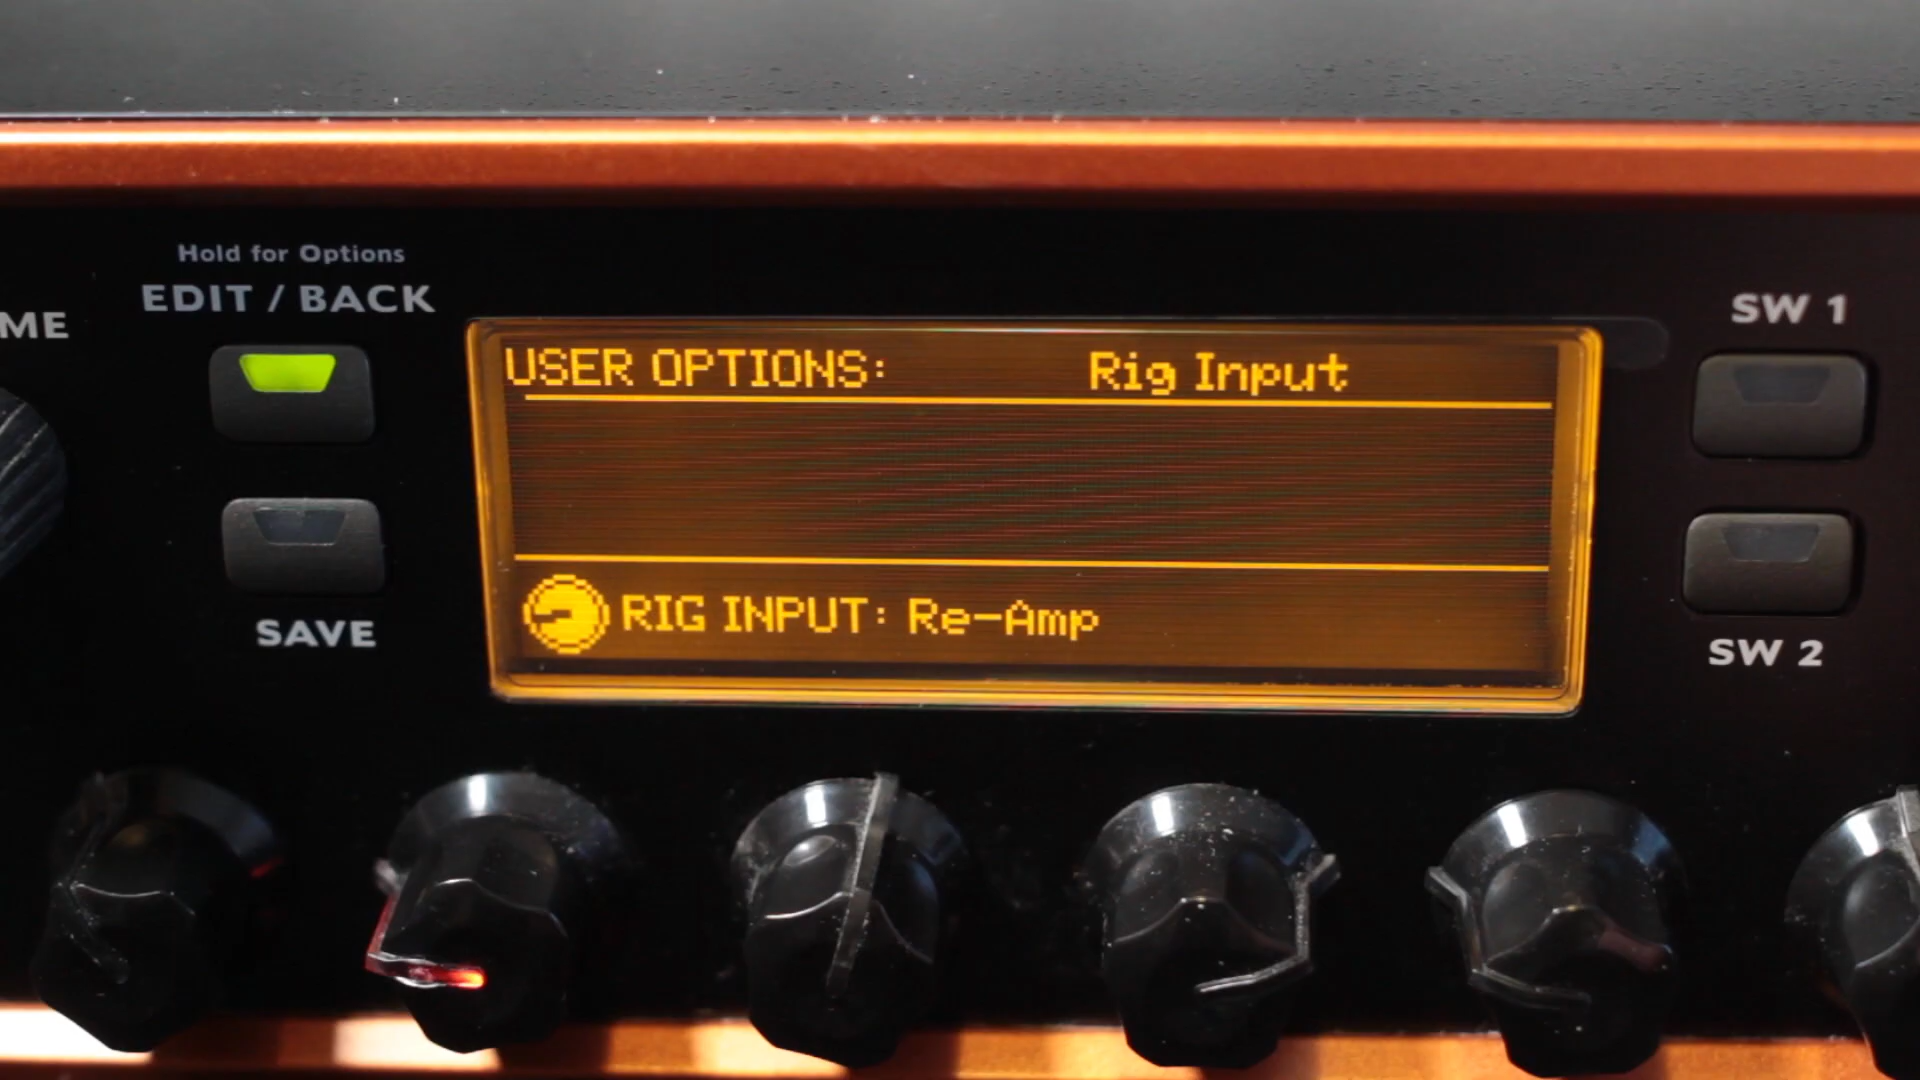 Hold for Options
EDIT / BACK
ME
SAVE
USER OPTIONS: Rig Input
RIG INPUT: Re-Amp
SW 1
SW 2